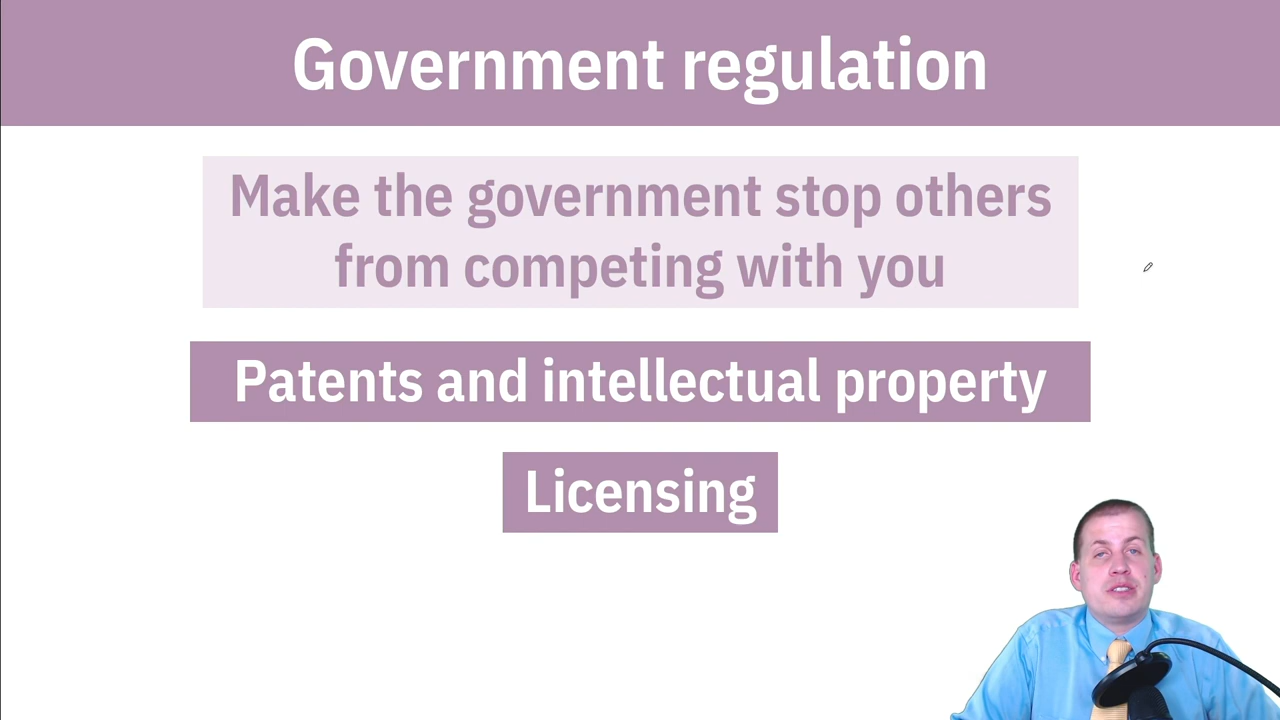 Government regulation
Make the government stop others
from competing with you
Patents and intellectual property
Licensing